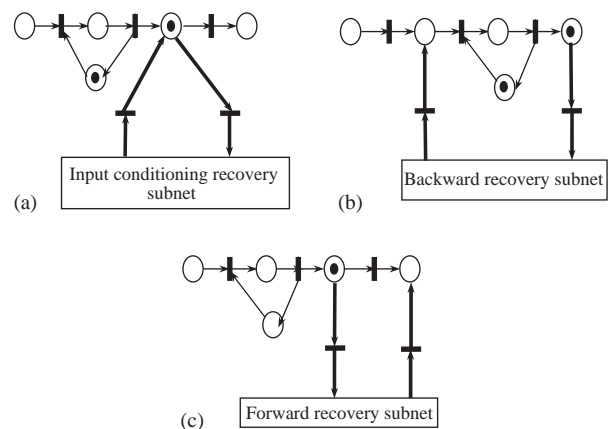 Input conditioning recovery
subnet
(a)
Backward recovery subnet
(b)
Forward recovery subnet
(c)